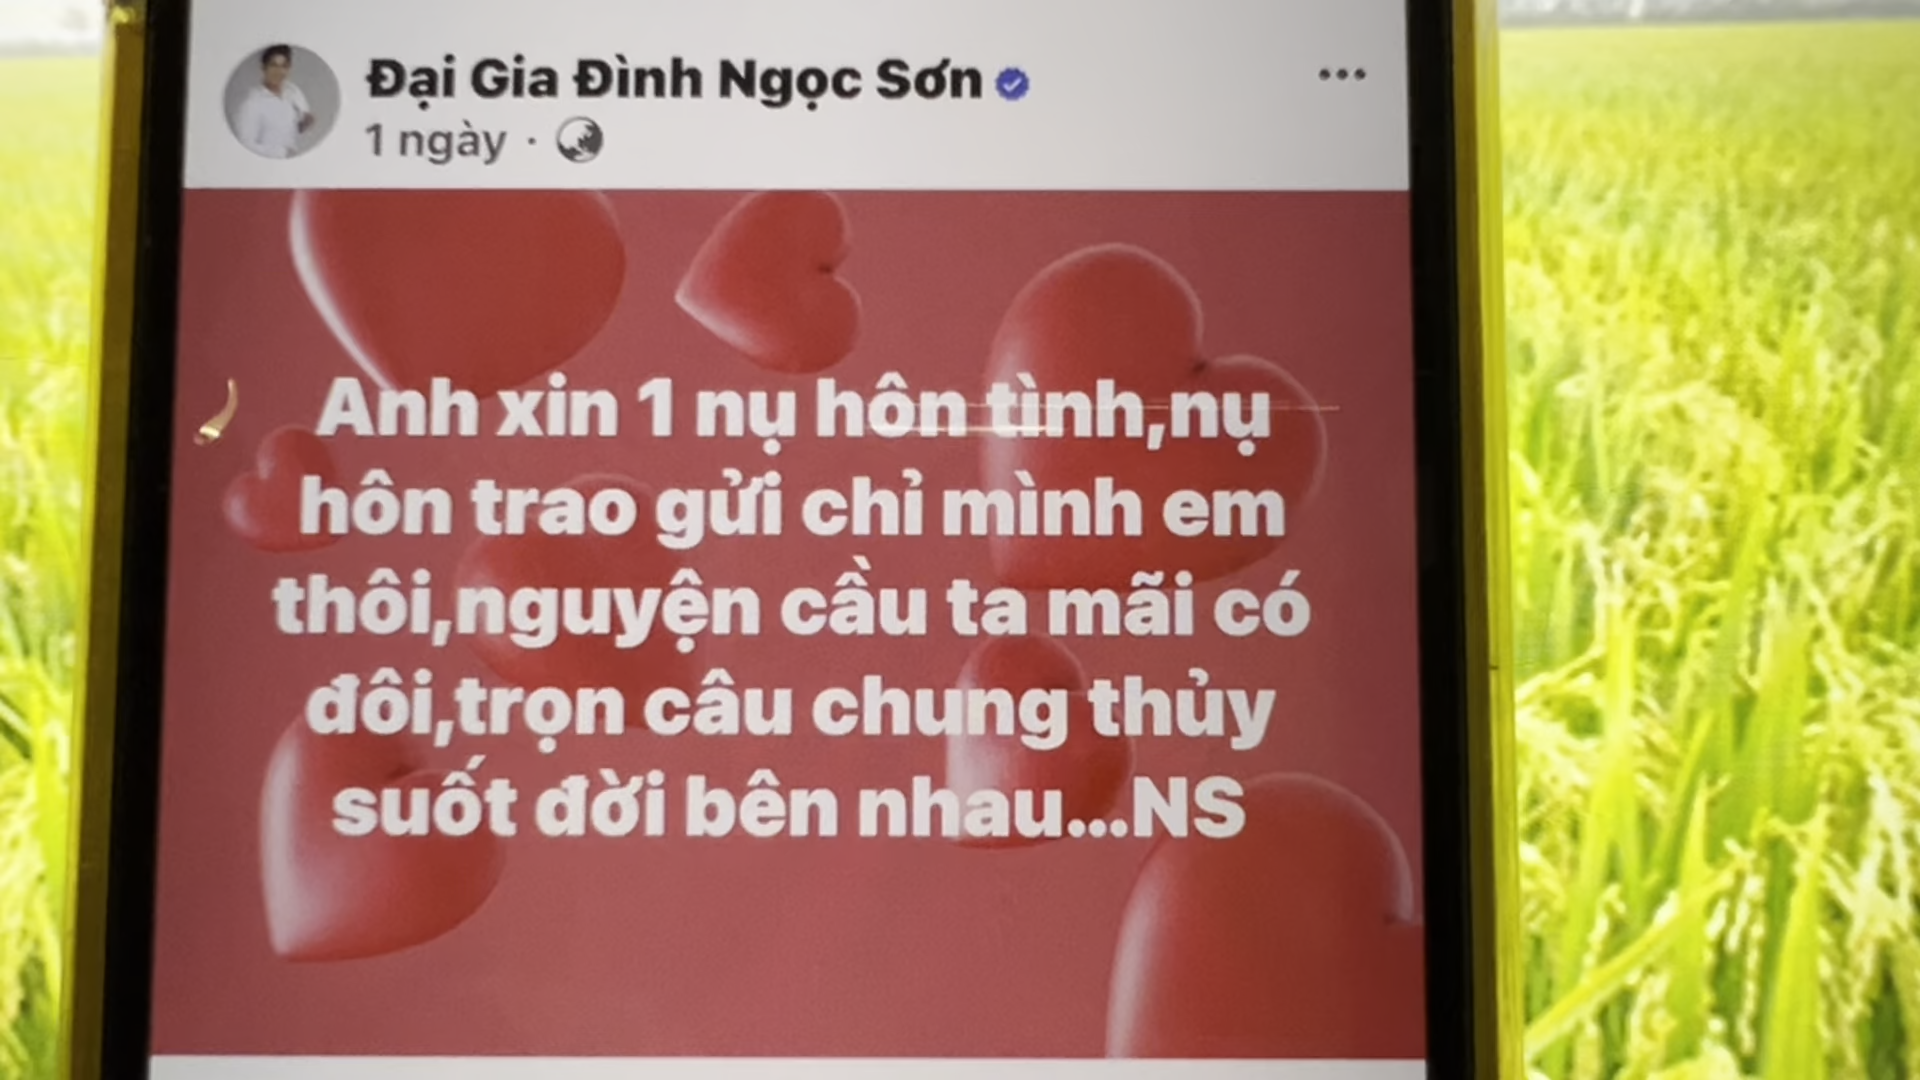 Đại Gia Đình Ngọc Sơn
1 ngày ·
Anh xin 1 nụ hôn tình,nụ
hôn trao gửi chỉ mình em
thôi,nguyện cầu ta mãi có
đôi,trọn câu chung thủy
suốt đời bên nhau...NS